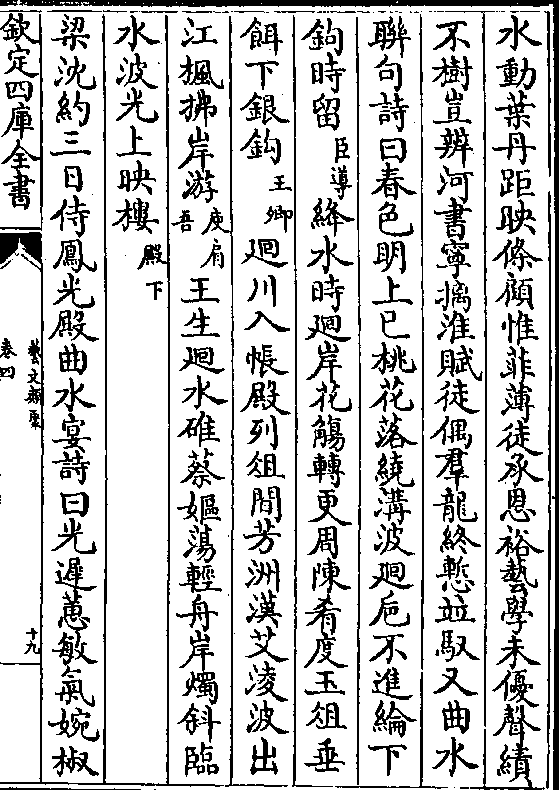 水動葉丹距映條顧惟菲薄徒承恩裕藝學未優聲績
不樹豈辨河書寧摛淮賦徒偶羣龍終慙並馭又曲水
聯句詩曰春色明上巳桃花落繞溝波廻巵不進綸下
鉤時留臣導絳水時廻岸花觴轉更周陳肴度玉俎垂
餌下銀鈎王卿廻川入帳殿列俎間芳洲漢艾淩波出
江楓拂岸游庾肩吾王生廻水碓蔡嫗蕩輕舟岸燭斜臨
水波光上映樓殿下
梁沈約三日侍鳳光殿曲水宴詩曰光遲蕙敏氣婉椒
欽定四庫全書
藝文類聚
卷四
十九